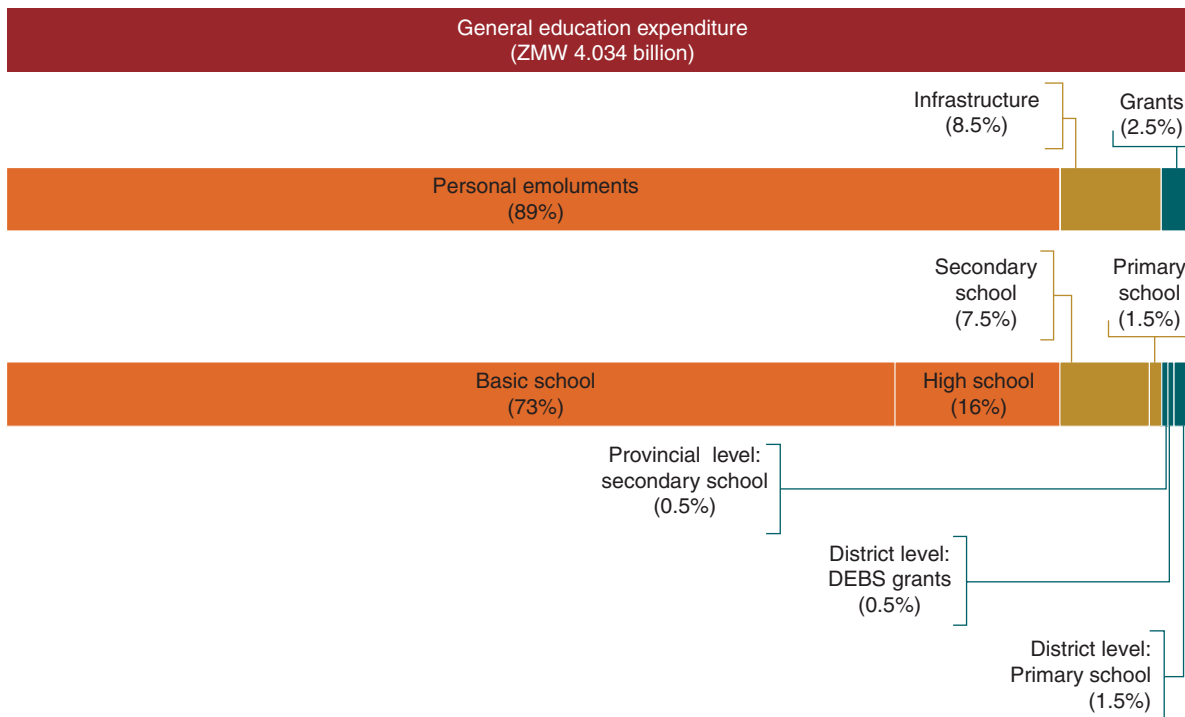 General education expenditure
(ZMW 4.034 billion)
Infrastructure
(8.5%)
Grants
(2.5%)
Personal emoluments
(89%)
Secondary
school
(7.5%)
Primary
school
(1.5%)
Basic school
(73%)
High school
(16%)
Provincial level:
secondary school
(0.5%)
District level:
DEBS grants
(0.5%)
District level:
Primary school
(1.5%)